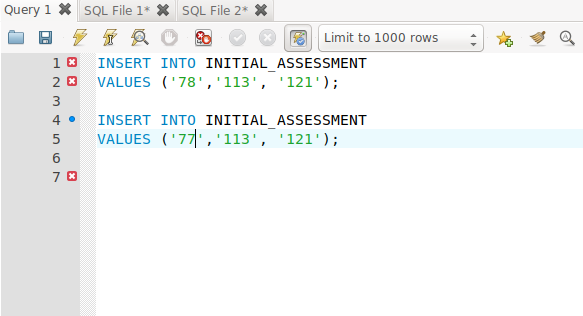 Query 1 SQL File 1* SQL File 2*
Limit to 1000 rows
1 INSERT INTO INITIAL_ASSESSMENT
2 VALUES ('78','113', '121');
3
4 INSERT INTO INITIAL_ASSESSMENT
5 VALUES ('77','113', '121');
6
7